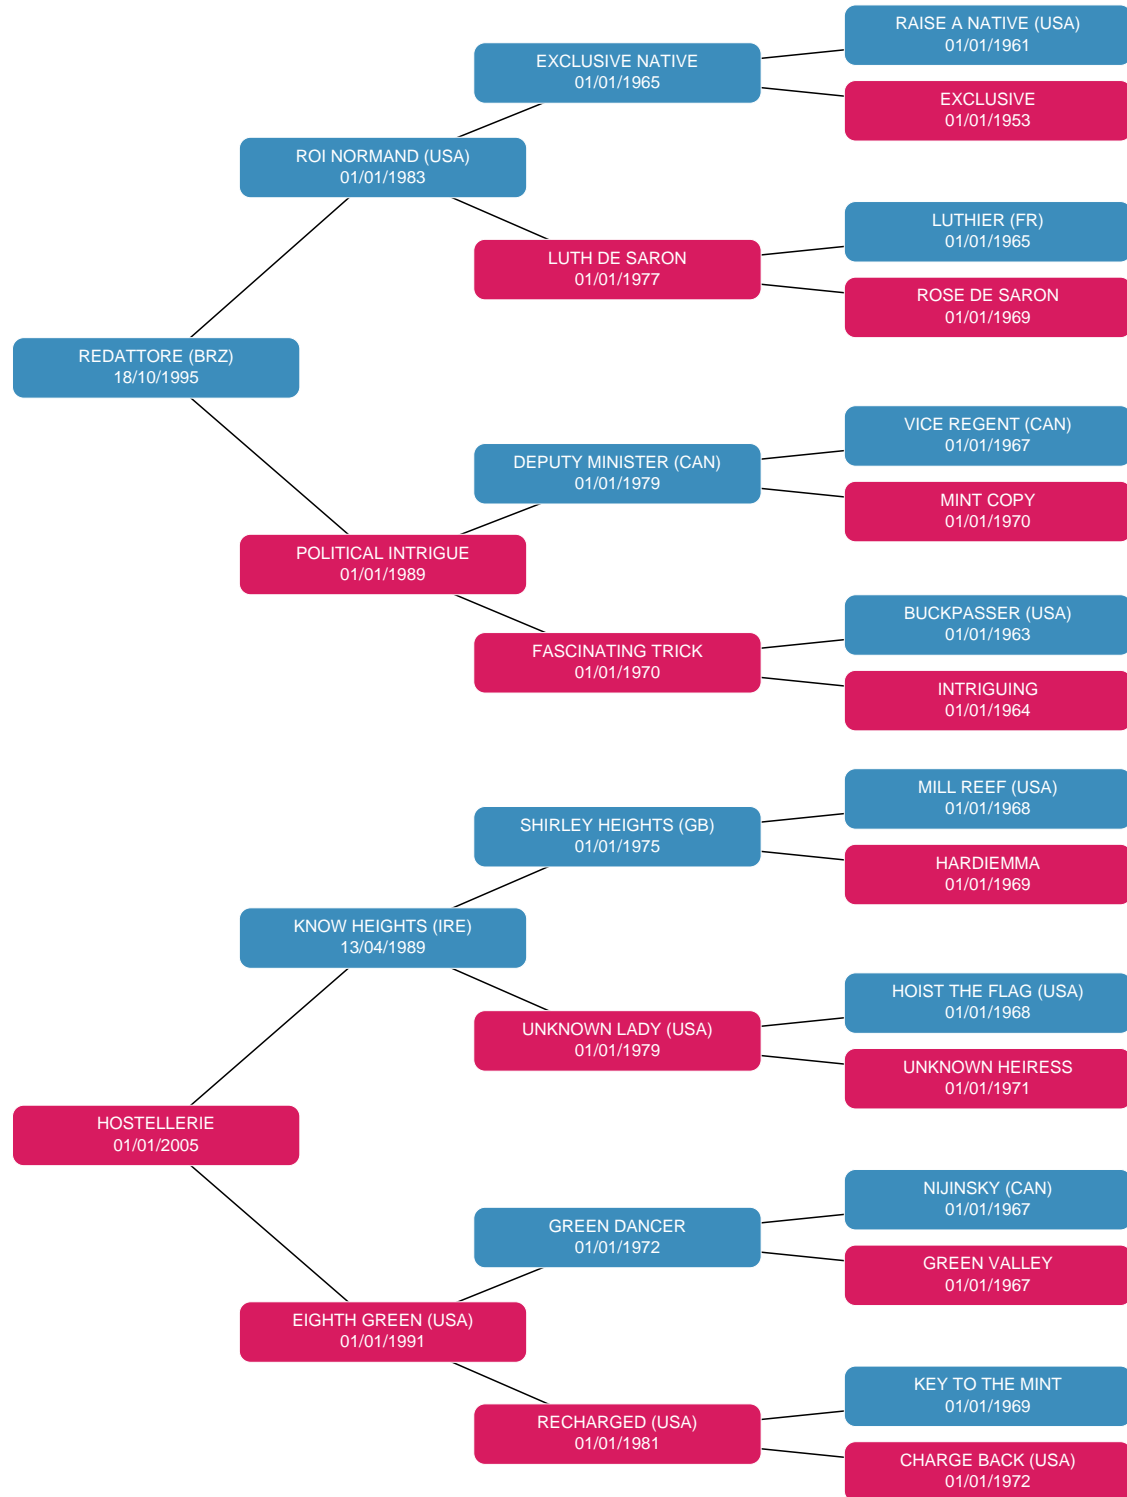 RAISE A NATIVE (USA)
01/01/1961
EXCLUSIVE NATIVE
01/01/1965
EXCLUSIVE
01/01/1953
ROI NORMAND (USA)
01/01/1983
LUTHIER (FR)
01/01/1965
LUTH DE SARON
01/01/1977
ROSE DE SARON
01/01/1969
REDATTORE (BRZ)
18/10/1995
VICE REGENT (CAN)
01/01/1967
DEPUTY MINISTER (CAN)
01/01/1979
MINT COPY
01/01/1970
POLITICAL INTRIGUE
01/01/1989
BUCKPASSER (USA)
01/01/1963
FASCINATING TRICK
01/01/1970
INTRIGUING
01/01/1964
MILL REEF (USA)
01/01/1968
SHIRLEY HEIGHTS (GB)
01/01/1975
HARDIEMMA
01/01/1969
KNOW HEIGHTS (IRE)
13/04/1989
HOIST THE FLAG (USA)
01/01/1968
UNKNOWN LADY (USA)
01/01/1979
UNKNOWN HEIRESS
01/01/1971
HOSTELLERIE
01/01/2005
NIJINSKY (CAN)
01/01/1967
GREEN DANCER
01/01/1972
GREEN VALLEY
01/01/1967
EIGHTH GREEN (USA)
01/01/1991
KEY TO THE MINT
01/01/1969
RECHARGED (USA)
01/01/1981
CHARGE BACK (USA)
01/01/1972